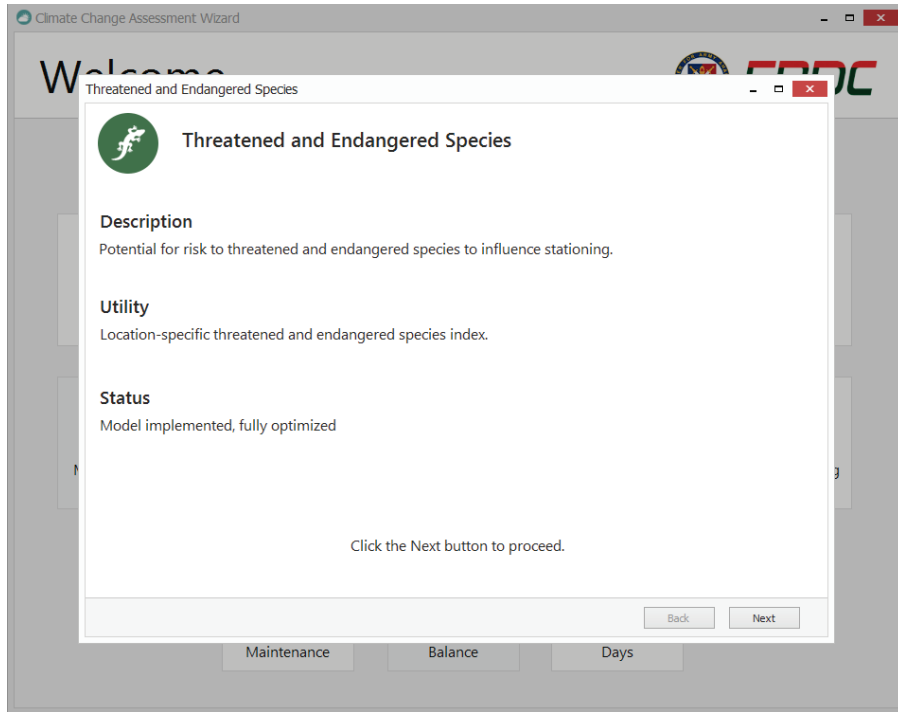 Climate Change Assessment Wizard
Threatened and Endangered Species
Threatened and Endangered Species
Description
Potential for risk to threatened and endangered species to influence stationing.
Utility
Location-specific threatened and endangered species index.
Status
Model implemented, fully optimized
Click the Next button to proceed.
Back
Next
Maintenance
Balance
Days